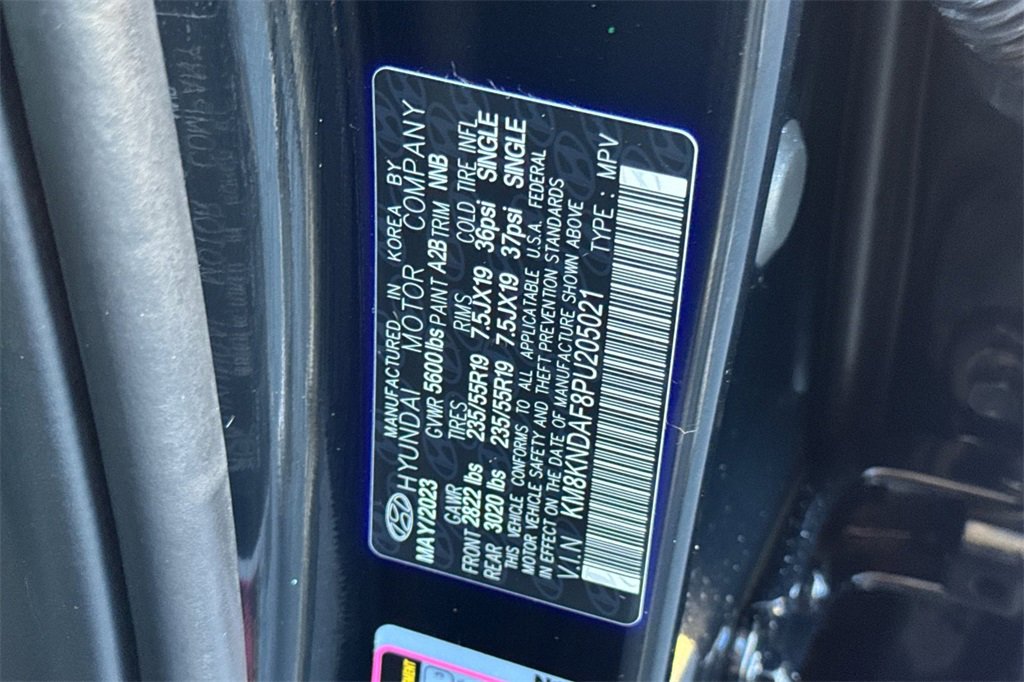 MANUFACTURED IN KOREA BY
HYUNDAI MOTOR COMPANY
MAY/2023 GVWR 5600lbs PAINT A2B TRIM NNB
GAWR TIRES RIMS COLD TIRE INFL
FRONT 2822 lbs 235/55R19 7.5JX19 36psi SINGLE
REAR 3020 lbs 235/55R19 7.5JX19 37psi SINGLE
THIS VEHICLE CONFORMS TO ALL APPLICATABLE U.S.A. FEDERAL
MOTOR VEHICLE SAFETY AND THEFT PREVENTION STANDARDS
IN EFFECT ON THE DATE OF MANUFACTURE SHOWN ABOVE
V.I.N KM8KNDAF8PU205021 TYPE : MPV